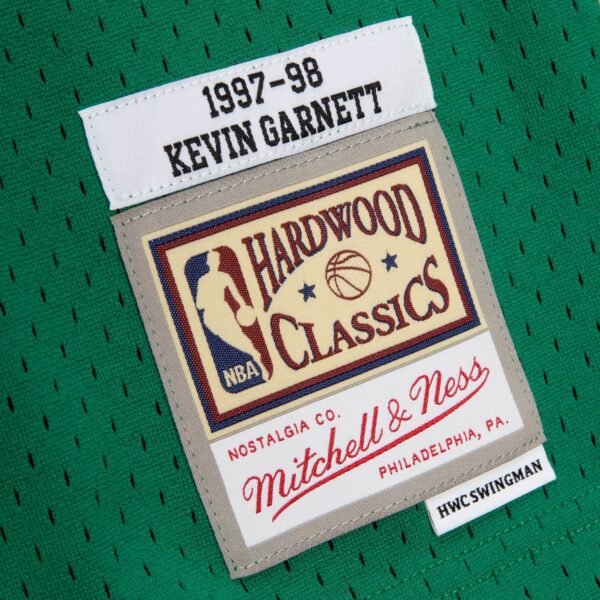 1997-98
KEVIN GARNETT
HARDWOOD
CLASSICS
NBA
NOSTALGIA CO.
Mitchell & Ness
PHILADELPHIA, PA.
HWC SWINGMAN